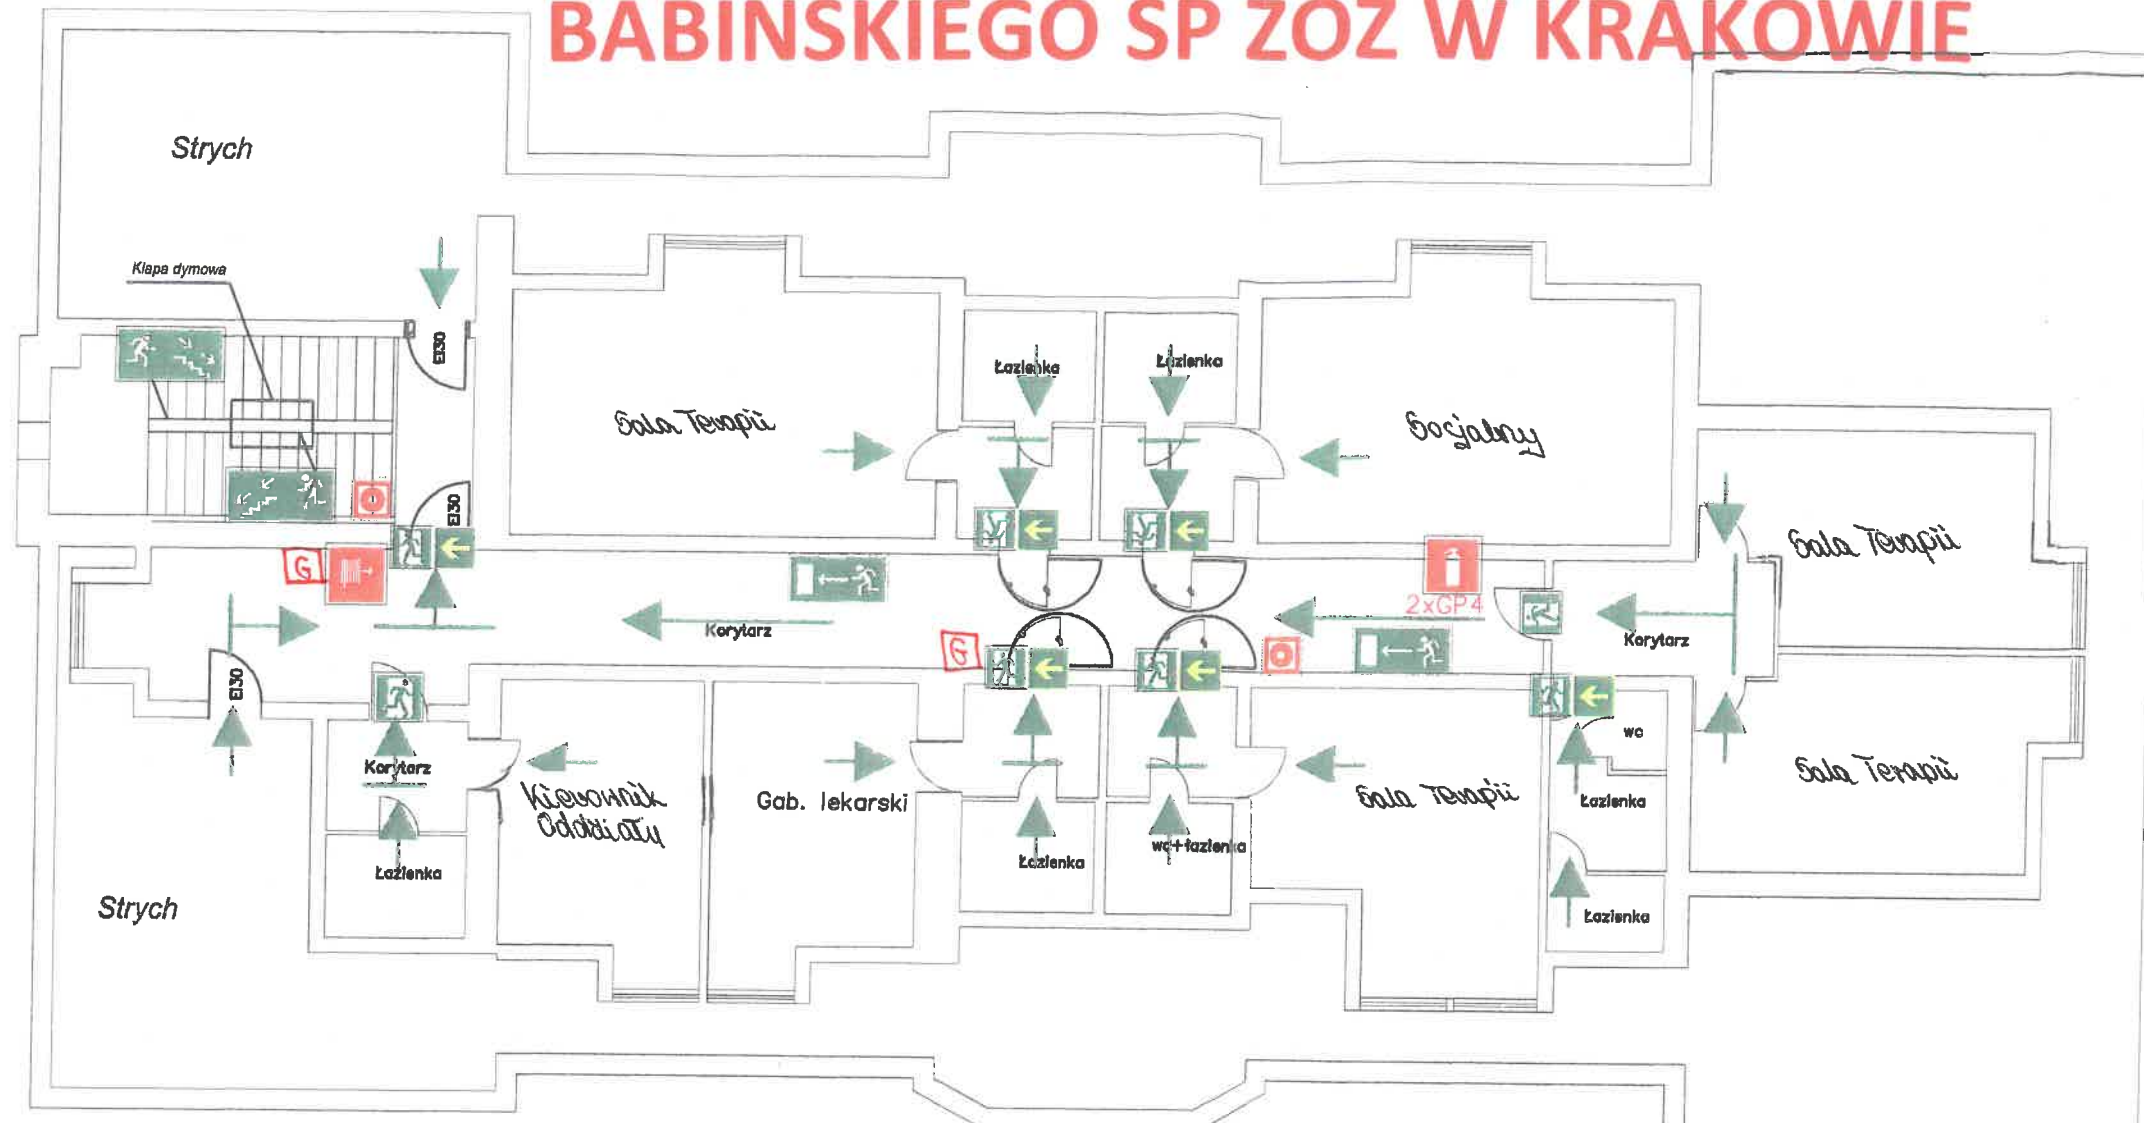 BABIŃSKIEGO SP ZOZ W KRAKOWIE
Strych
Klapa dymowa
EI30
Łazienka
Łazienka
Sala Terapii
Socjalny
EI30
Sala Terapii
G
2xGP4
Korytarz
Korytarz
G
EI30
wc
Korytarz
Kierownik
Oddziału
Gab. lekarski
Sala Terapii
Łazienka
Sala Terapii
Łazienka
Łazienka
wc+łazienka
Strych
Łazienka